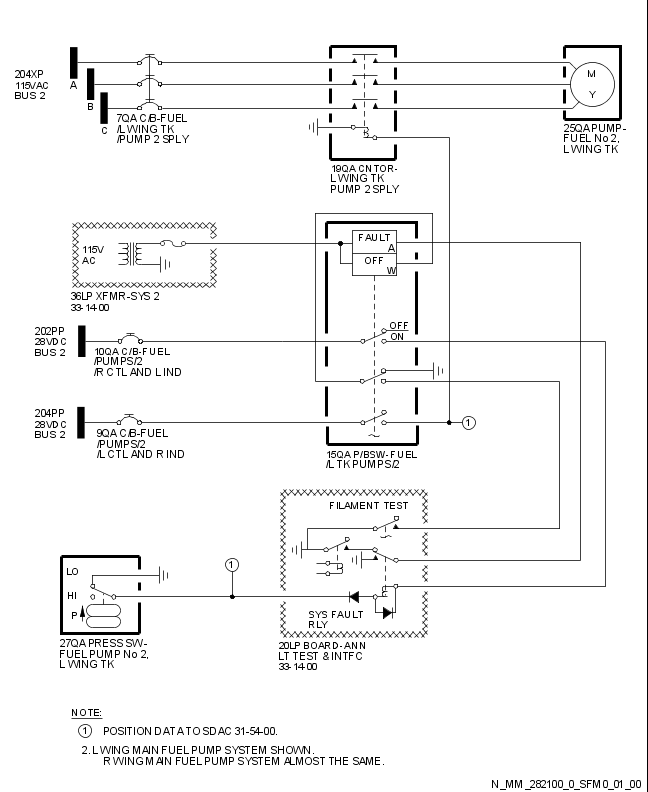 204XP
115VAC
BUS 2
A
B
C
7QA C/B-FUEL
/L WING TK
/PUMP 2 SPLY
19QA CNTOR-
L WING TK
PUMP 2 SPLY
M
Y
25QA PUMP-
FUEL No 2,
L WING TK
115V
AC
36LP XFMR-SYS 2
33-14-00
FAULT
A
OFF
W
202PP
28VDC
BUS 2
10QA C/B-FUEL
/PUMPS/2
/R CTL AND L IND
OFF
ON
204PP
28VDC
BUS 2
9QA C/B-FUEL
/PUMPS/2
/L CTL AND R IND
1
15QA P/BSW-FUEL
/L TK PUMPS/2
FILAMENT TEST
1
LO
HI
P
27QA PRESS SW-
FUEL PUMP No 2,
L WING TK
SYS FAULT
RLY
20LP BOARD-ANN
LT TEST & INTFC
33-14-00
NOTE:
1 POSITION DATA TO SDAC 31-54-00.
2. L WING MAIN FUEL PUMP SYSTEM SHOWN.
R WING MAIN FUEL PUMP SYSTEM ALMOST THE SAME.
N_MM_282100_0_SFM0_01_00